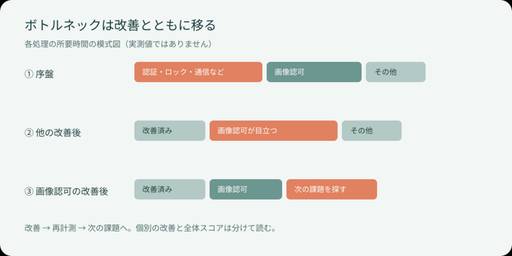 ボトルネックは改善とともに移る
各処理の所要時間の模式図（実測値ではありません）
① 序盤 認証・ロック・通信など 画像認可 その他
② 他の改善後 改善済み 画像認可が目立つ その他
③ 画像認可の改善後 改善済み 画像認可 次の課題を探す
改善 → 再計測 → 次の課題へ。個別の改善と全体スコアは分けて読む。